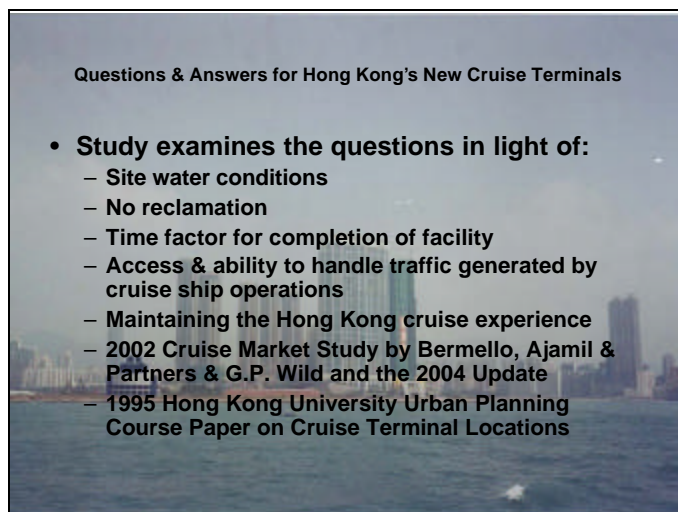 Questions & Answers for Hong Kong's New Cruise Terminals
• Study examines the questions in light of:
– Site water conditions
– No reclamation
– Time factor for completion of facility
– Access & ability to handle traffic generated by
cruise ship operations
– Maintaining the Hong Kong cruise experience
– 2002 Cruise Market Study by Bermello, Ajamil &
Partners & G.P. Wild and the 2004 Update
– 1995 Hong Kong University Urban Planning
Course Paper on Cruise Terminal Locations